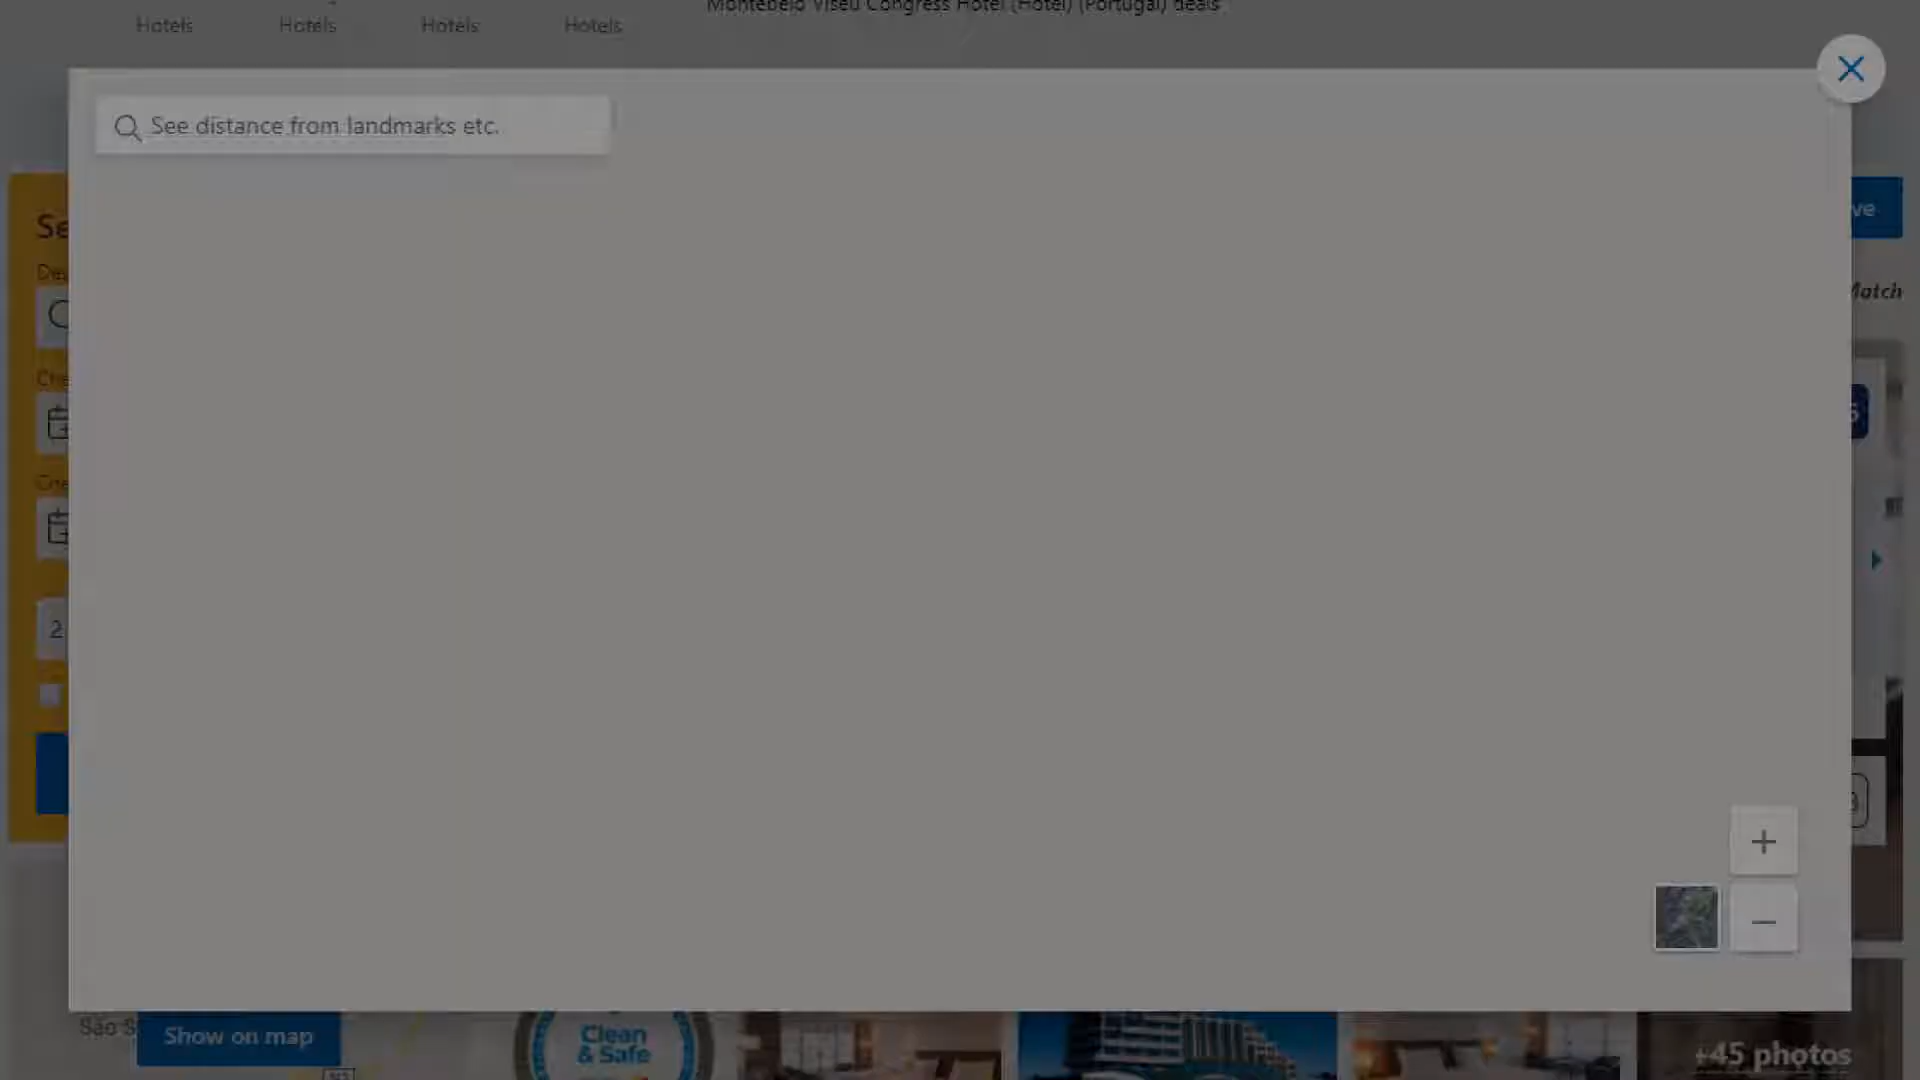 Montebelo Viseu Congress Hotel (Hotel) (Portugal) deals
Hotels
Hotels
Hotels
Hotels
See distance from landmarks etc.
2
+
−
Show on map
Clean
& Safe
+45 photos